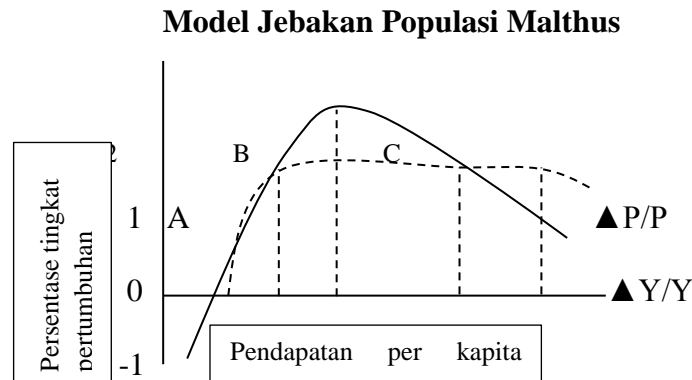 Model Jebakan Populasi Malthus
2
B
C
1
A
▲P/P
0
▲Y/Y
-1
Persentase tingkat
pertumbuhan
Pendapatan per kapita